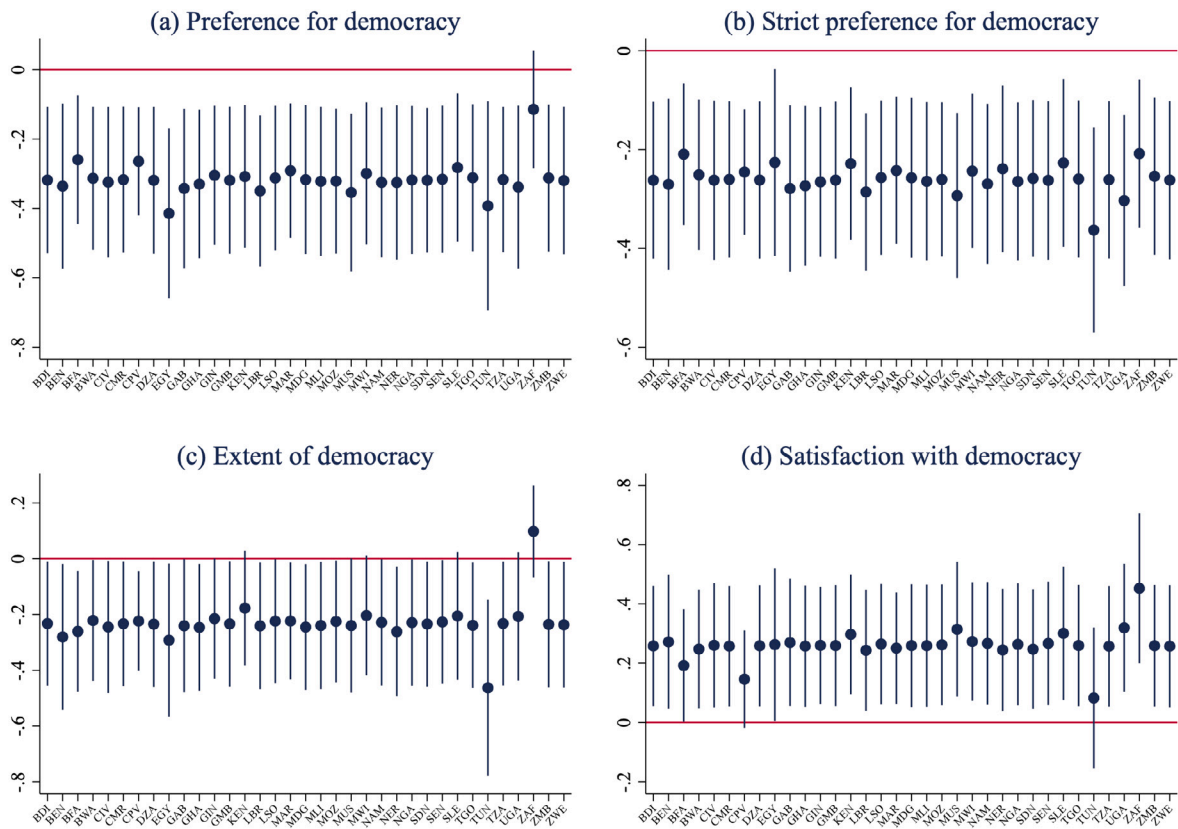 (a) Preference for democracy
0
-.2
-.4
-.6
-.8
BDI BEN BFA BWA CIV CMR CPV DZA EGY GAB GHA GIN GMB KEN LBR LSO MAR MDG MLI MOZ MUS MWI NAM NER NGA SDN SEN SLE TGO TUN TZA UGA ZAF ZMB ZWE
(b) Strict preference for democracy
0
-.2
-.4
-.6
BDI BEN BFA BWA CIV CMR CPV DZA EGY GAB GHA GIN GMB KEN LBR LSO MAR MDG MLI MOZ MUS MWI NAM NER NGA SDN SEN SLE TGO TUN TZA UGA ZAF ZMB ZWE
(c) Extent of democracy
.2
0
-.2
-.4
-.6
-.8
BDI BEN BFA BWA CIV CMR CPV DZA EGY GAB GHA GIN GMB KEN LBR LSO MAR MDG MLI MOZ MUS MWI NAM NER NGA SDN SEN SLE TGO TUN TZA UGA ZAF ZMB ZWE
(d) Satisfaction with democracy
.8
.6
.4
.2
0
-.2
BDI BEN BFA BWA CIV CMR CPV DZA EGY GAB GHA GIN GMB KEN LBR LSO MAR MDG MLI MOZ MUS MWI NAM NER NGA SDN SEN SLE TGO TUN TZA UGA ZAF ZMB ZWE